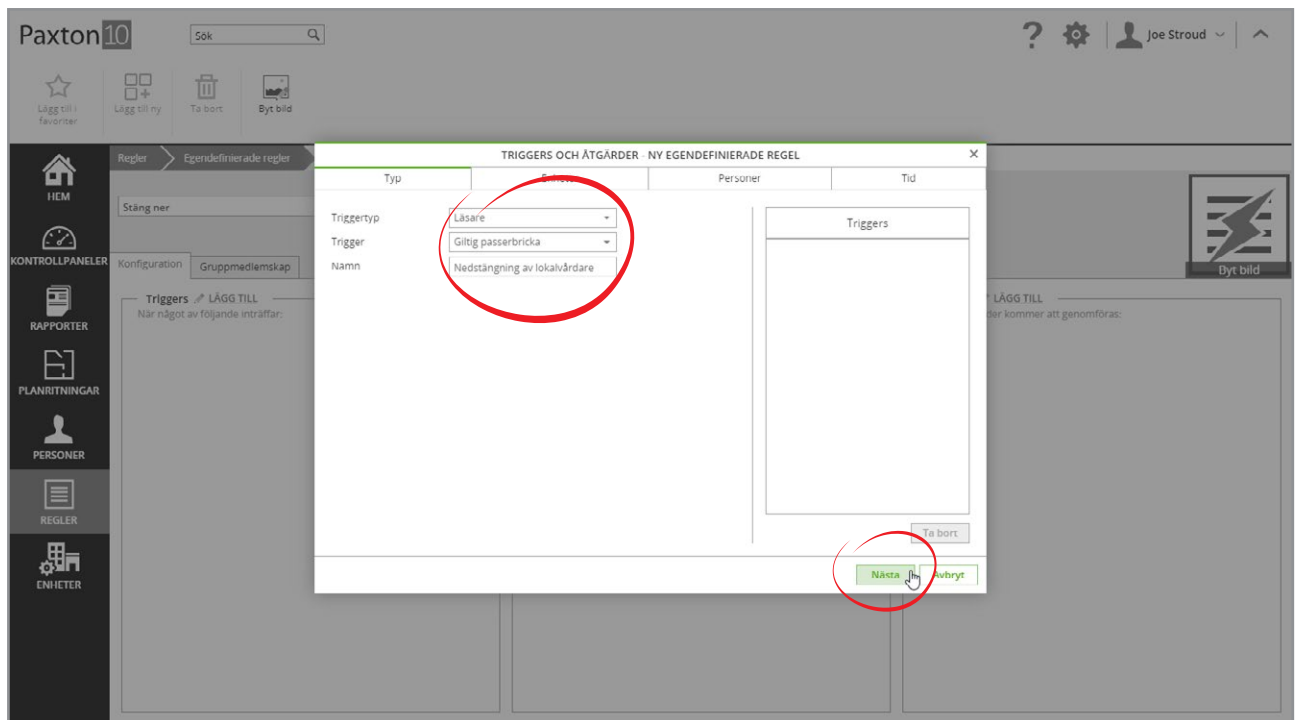 Paxton10
Sök
Joe Stroud
Lägg till i favoriter
Lägg till ny
Ta bort
Byt bild
HEM
KONTROLLPANELER
RAPPORTER
PLANRITNINGAR
PERSONER
REGLER
ENHETER
Regler
Egendefinierade regler
Stäng ner
Konfiguration
Gruppmedlemskap
Triggers LÄGG TILL
När något av följande inträffar:
TRIGGERS OCH ÅTGÄRDER - NY EGENDEFINIERADE REGEL
Typ
Enheter
Personer
Tid
Triggertyp
Läsare
Trigger
Giltig passerbricka
Namn
Nedstängning av lokalvårdare
Triggers
Ta bort
Nästa
Avbryt
Byt bild
LÄGG TILL
kommer att genomföras: